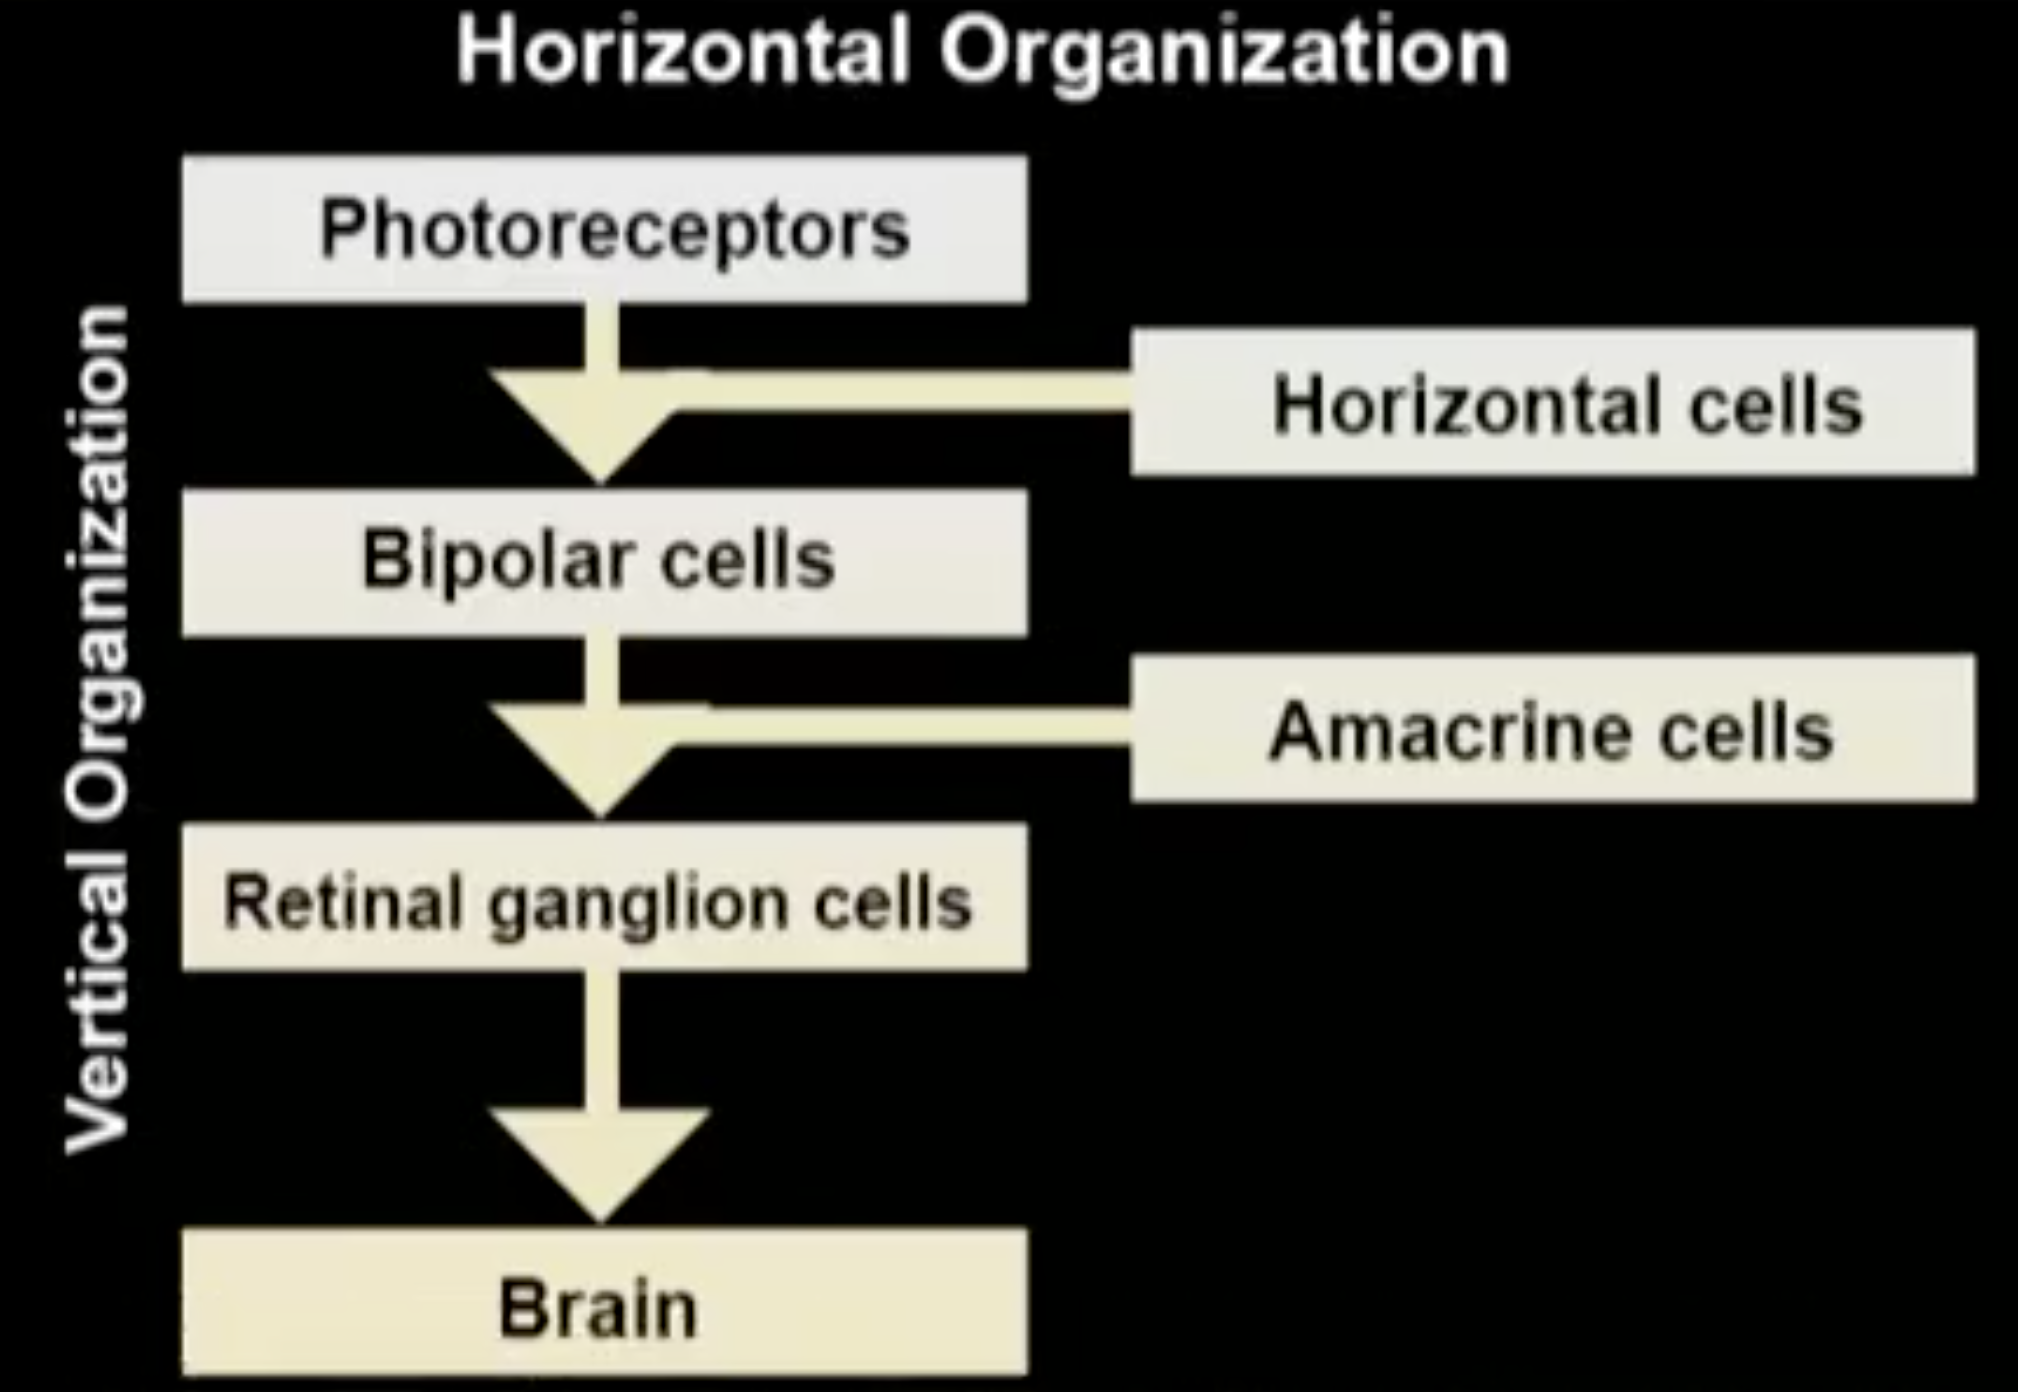 Horizontal Organization
Vertical Organization
Photoreceptors
Horizontal cells
Bipolar cells
Amacrine cells
Retinal ganglion cells
Brain